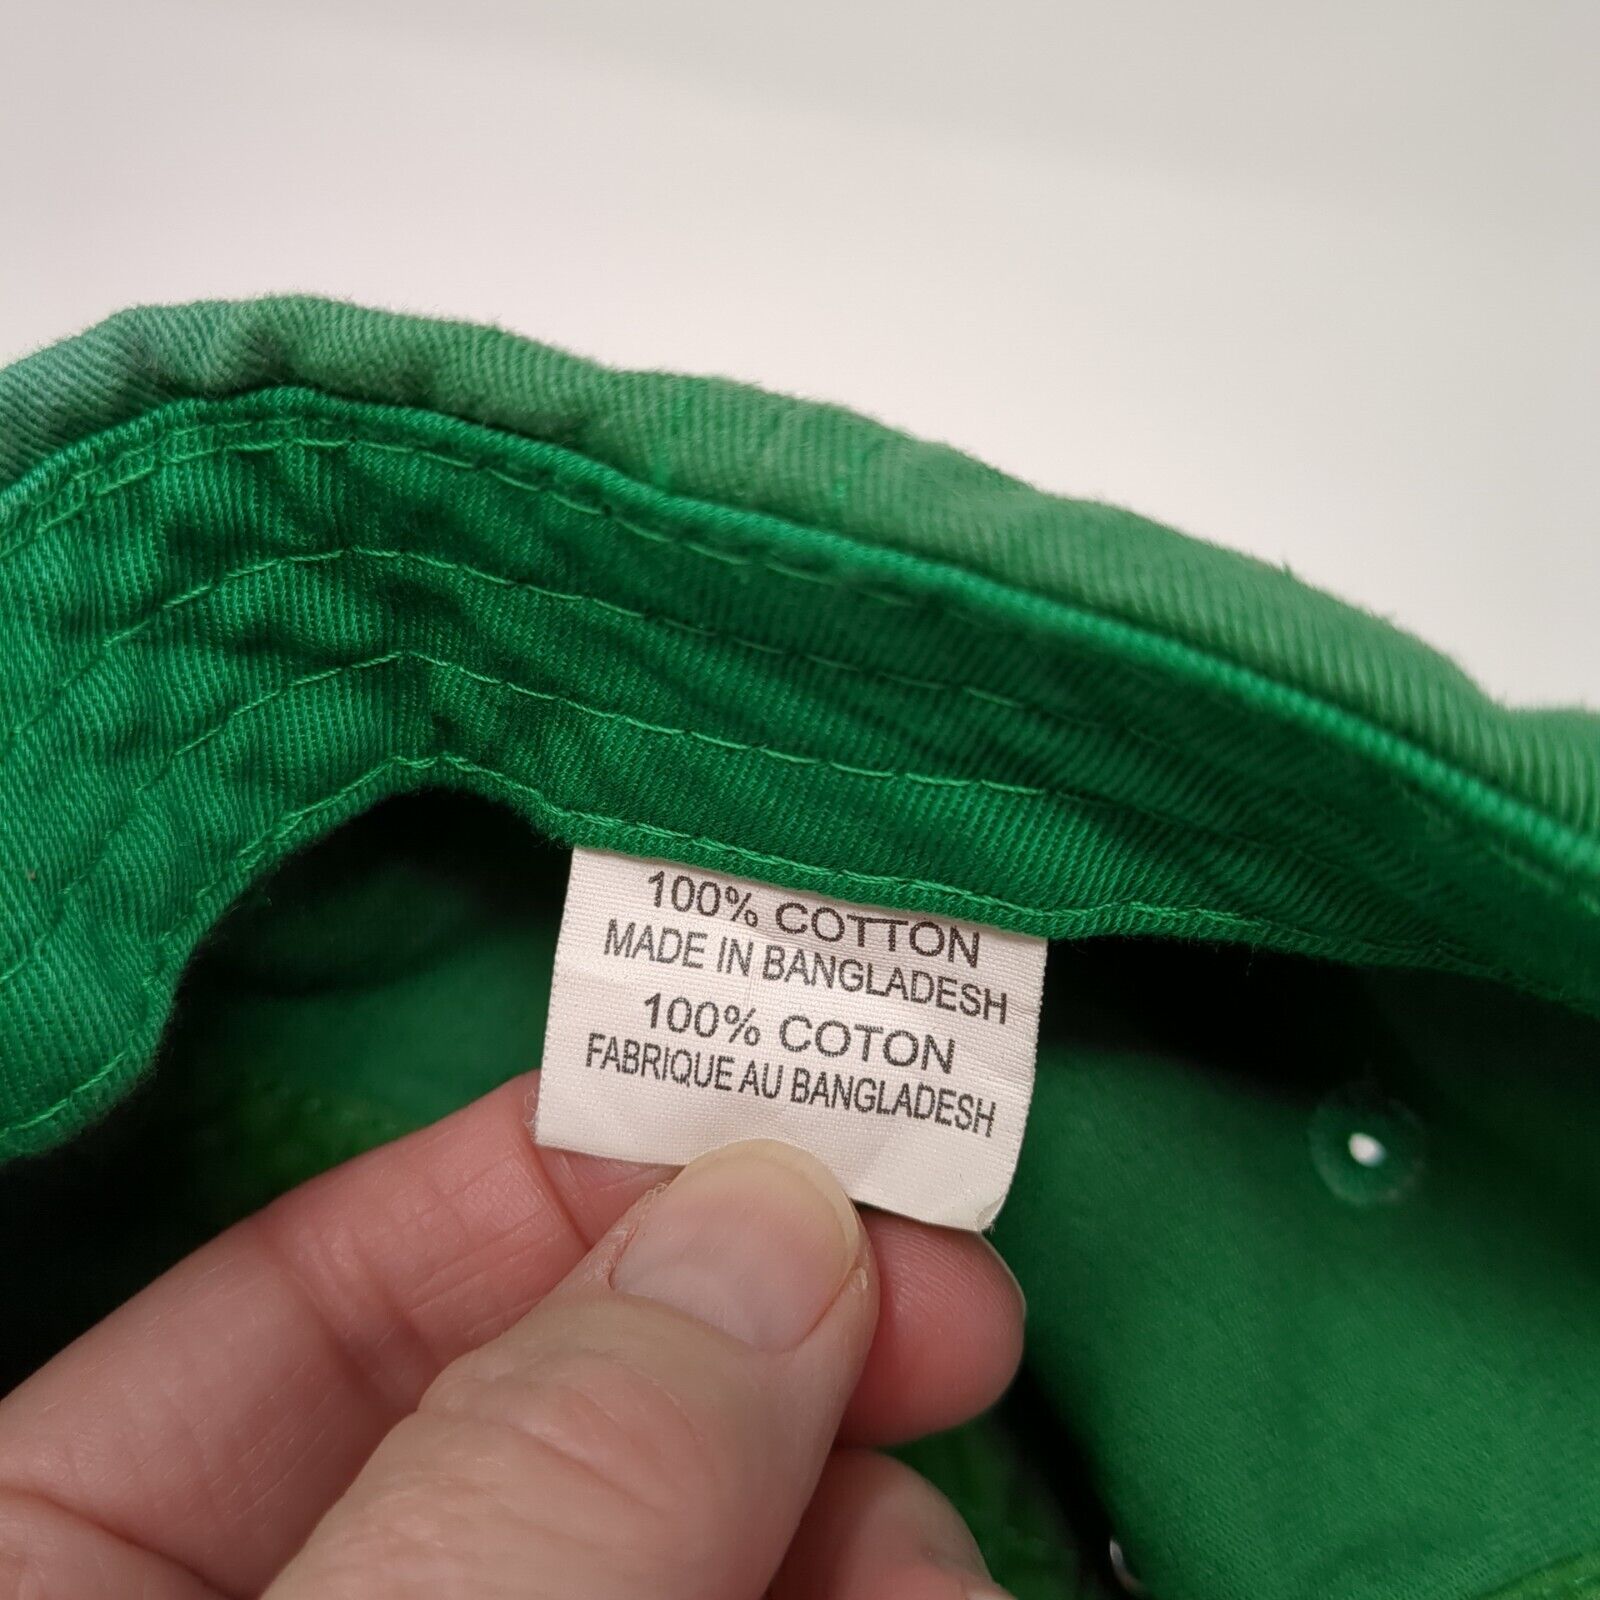 100% COTTON
MADE IN BANGLADESH
100% COTON
FABRIQUE AU BANGLADESH